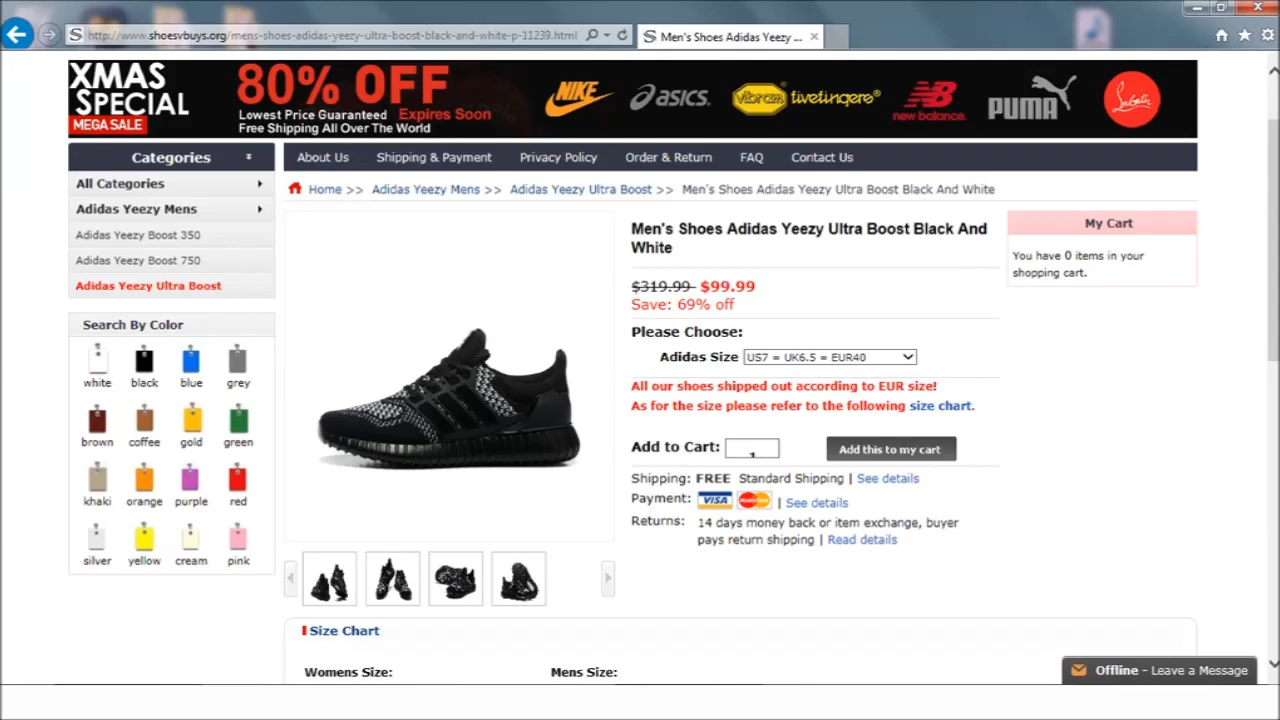 http://www.shoesvbuys.org/mens-shoes-adidas-yeezy-ultra-boost-black-and-white-p-11239.html
Men's Shoes Adidas Yeezy ...
XMAS
SPECIAL
MEGA SALE
80% OFF
Lowest Price Guaranteed Expires Soon
Free Shipping All Over The World
NIKE
asics
vibram fivefingers
new balance.
PUMA
Categories
About Us
Shipping & Payment
Privacy Policy
Order & Return
FAQ
Contact Us
All Categories
Adidas Yeezy Mens
Adidas Yeezy Boost 350
Adidas Yeezy Boost 750
Adidas Yeezy Ultra Boost
Home >> Adidas Yeezy Mens >> Adidas Yeezy Ultra Boost >> Men's Shoes Adidas Yeezy Ultra Boost Black And White
Search By Color
white black blue grey
brown coffee gold green
khaki orange purple red
silver yellow cream pink
Men's Shoes Adidas Yeezy Ultra Boost Black And
White
$319.99 $99.99
Save: 69% off
Please Choose:
Adidas Size US7 = UK6.5 = EUR40
All our shoes shipped out according to EUR size!
As for the size please refer to the following size chart.
Add to Cart: 1 Add this to my cart
Shipping: FREE Standard Shipping | See details
Payment: VISA MasterCard | See details
Returns: 14 days money back or item exchange, buyer
pays return shipping | Read details
My Cart
You have 0 items in your
shopping cart.
Size Chart
Womens Size:
Mens Size:
Offline - Leave a Message